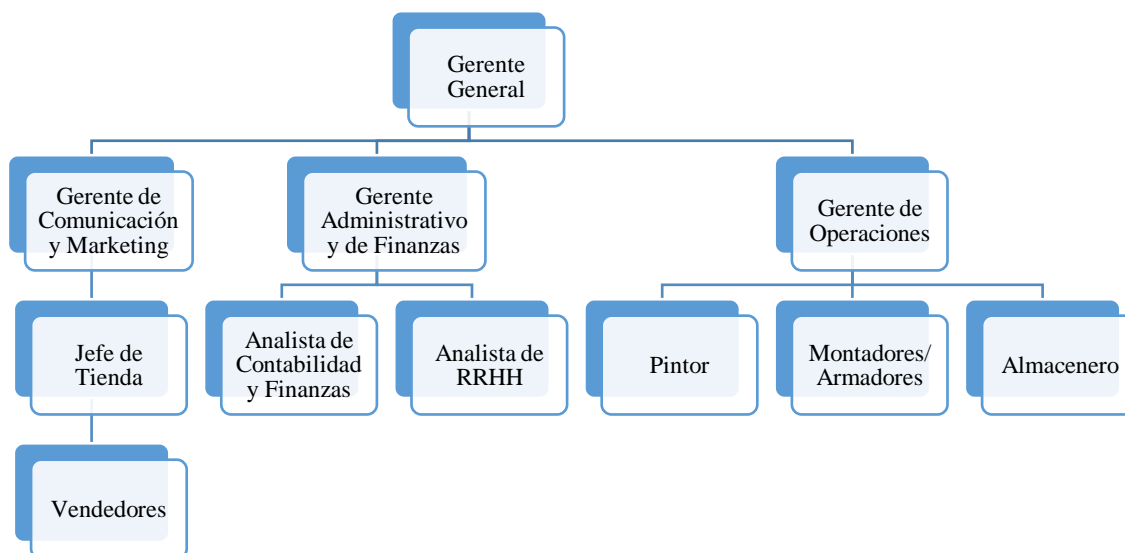 Gerente
General
Gerente de
Comunicación
y Marketing
Gerente
Administrativo
y de Finanzas
Gerente de
Operaciones
Jefe de
Tienda
Analista de
Contabilidad
y Finanzas
Analista de
RRHH
Pintor
Montadores/
Armadores
Almacenero
Vendedores